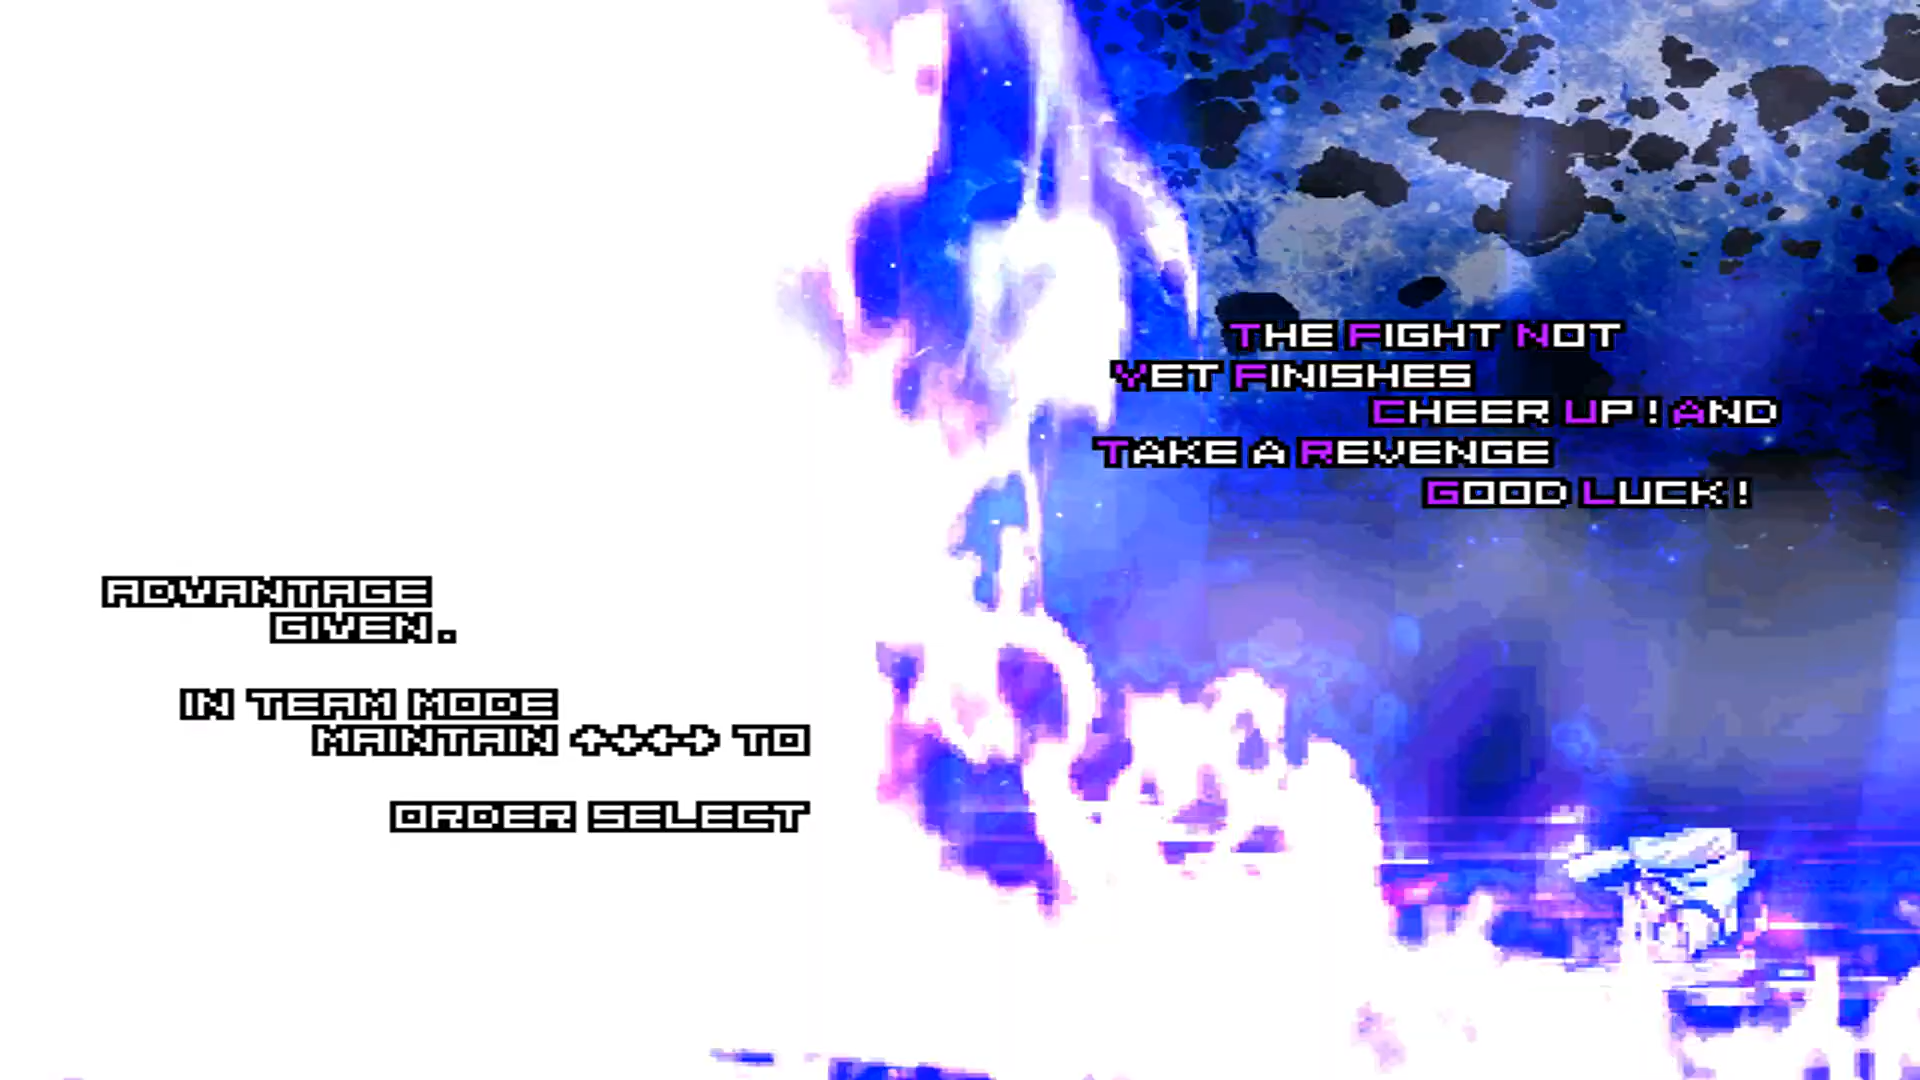 THE FIGHT NOT
YET FINISHES
CHEER UP! AND
TAKE A REVENGE
GOOD LUCK!
ADVANTAGE
GIVEN.
IN TEAM MODE
MAINTAIN ↑↓←→ TO
ORDER SELECT